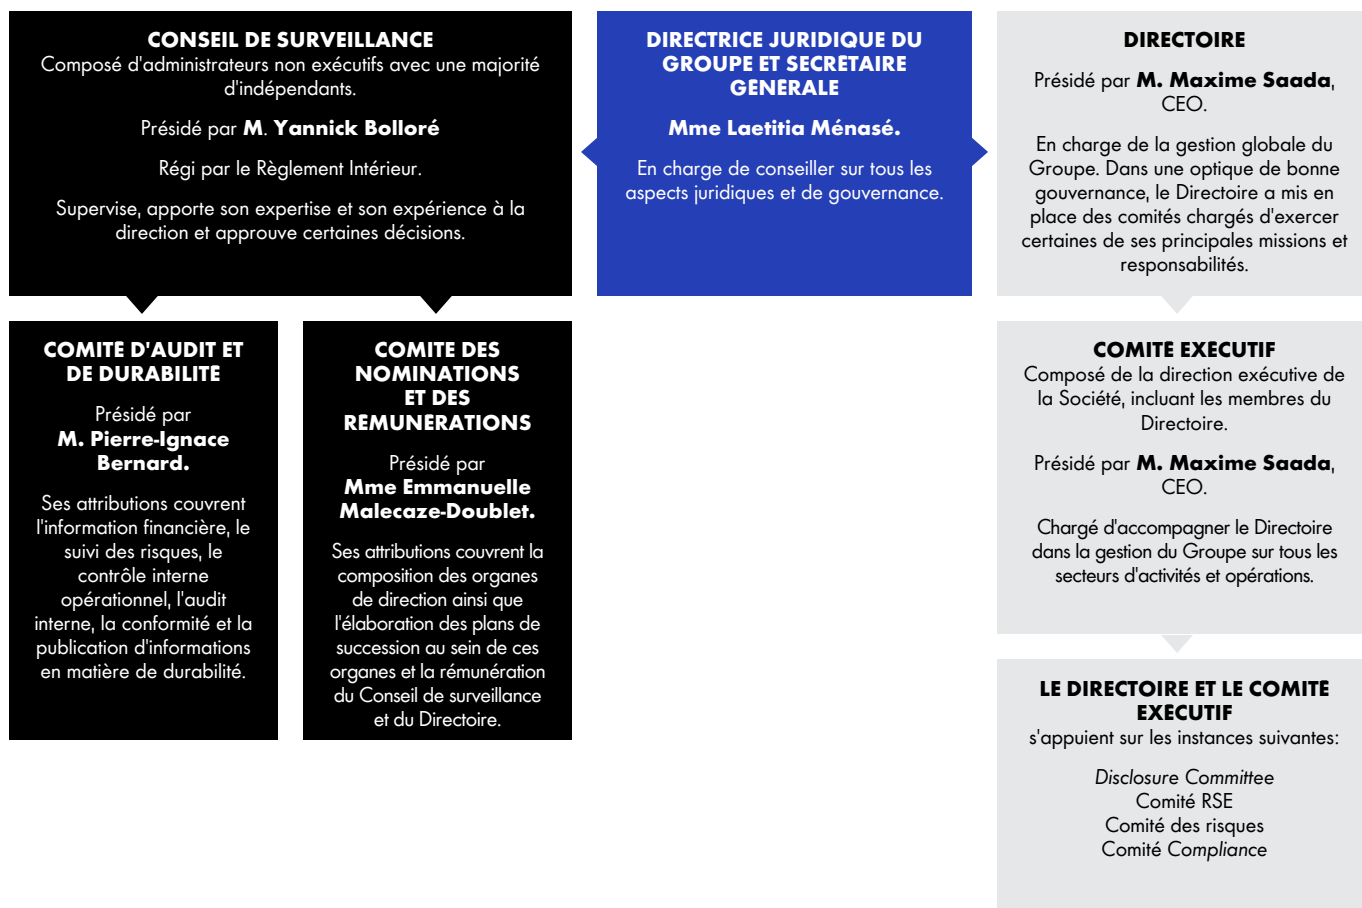 CONSEIL DE SURVEILLANCE
Composé d'administrateurs non exécutifs avec une majorité
d'indépendants.
Présidé par M. Yannick Bolloré
Régi par le Règlement Intérieur.
Supervise, apporte son expertise et son expérience à la
direction et approuve certaines décisions.
DIRECTRICE JURIDIQUE DU
GROUPE ET SECRÉTAIRE
GÉNÉRALE
Mme Laetitia Ménasé.
En charge de conseiller sur tous les
aspects juridiques et de gouvernance.
DIRECTOIRE
Présidé par M. Maxime Saada,
CEO.
En charge de la gestion globale du
Groupe. Dans une optique de bonne
gouvernance, le Directoire a mis en
place des comités chargés d'exercer
certaines de ses principales missions et
responsabilités.
COMITÉ D'AUDIT ET
DE DURABILITÉ
Présidé par
M. Pierre-Ignace
Bernard.
Ses attributions couvrent
l'information financière, le
suivi des risques, le
contrôle interne
opérationnel, l'audit
interne, la conformité et la
publication d'informations
en matière de durabilité.
COMITÉ DES
NOMINATIONS
ET DES
RÉMUNÉRATIONS
Présidé par
Mme Emmanuelle
Malecaze-Doublet.
Ses attributions couvrent la
composition des organes
de direction ainsi que
l'élaboration des plans de
succession au sein de ces
organes et la rémunération
du Conseil de surveillance
et du Directoire.
COMITÉ EXÉCUTIF
Composé de la direction exécutive de
la Société, incluant les membres du
Directoire.
Présidé par M. Maxime Saada,
CEO.
Chargé d'accompagner le Directoire
dans la gestion du Groupe sur tous les
secteurs d'activités et opérations.
LE DIRECTOIRE ET LE COMITÉ
EXÉCUTIF
s'appuient sur les instances suivantes:
Disclosure Committee
Comité RSE
Comité des risques
Comité Compliance